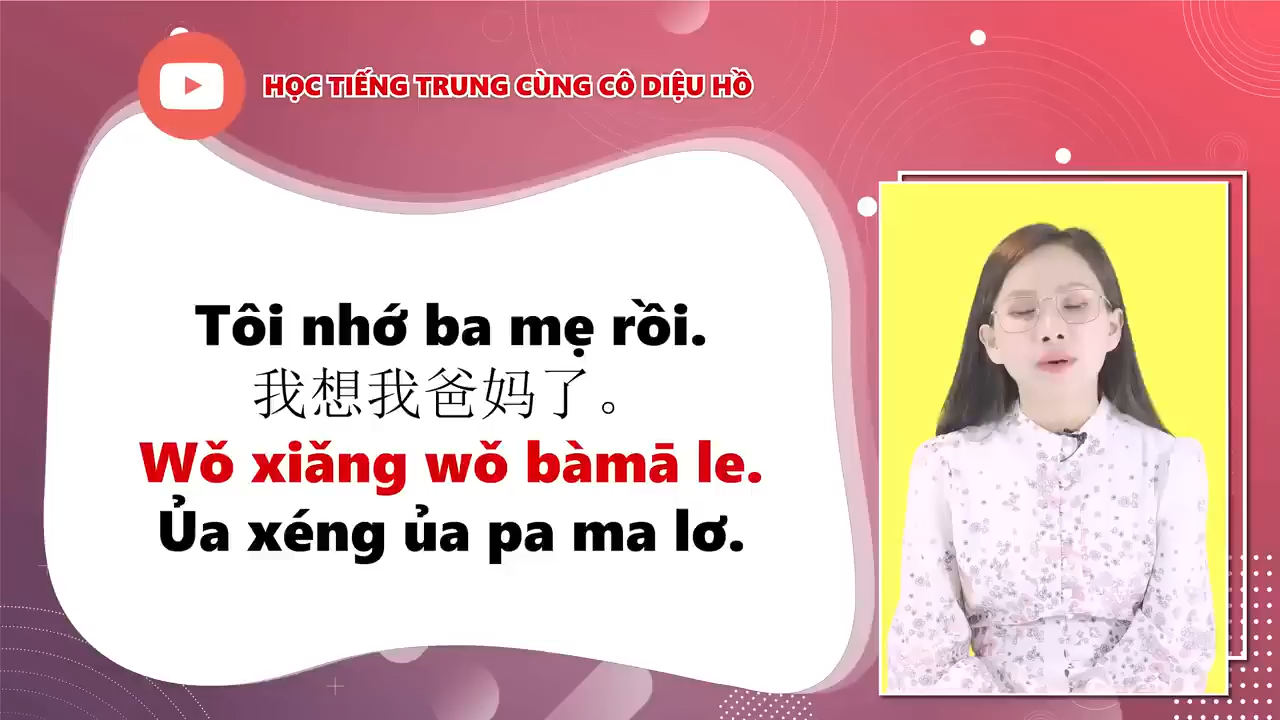 HỌC TIẾNG TRUNG CÙNG CÔ DIỆU HỒ
Tôi nhớ ba mẹ rồi.
我想我爸妈了。
Wǒ xiǎng wǒ bàmā le.
Ủa xéng ủa pa ma lơ.